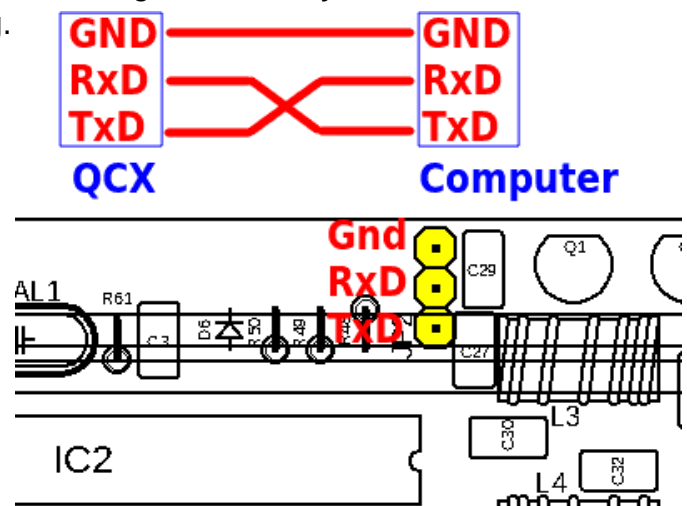 GND GND
RxD RxD
TxD TxD
QCX Computer
Gnd
RxD
TxD
C29
Q1
AL1
R61
C3
D6
R50
R49
C27
L3
IC2
C30
C32
L4